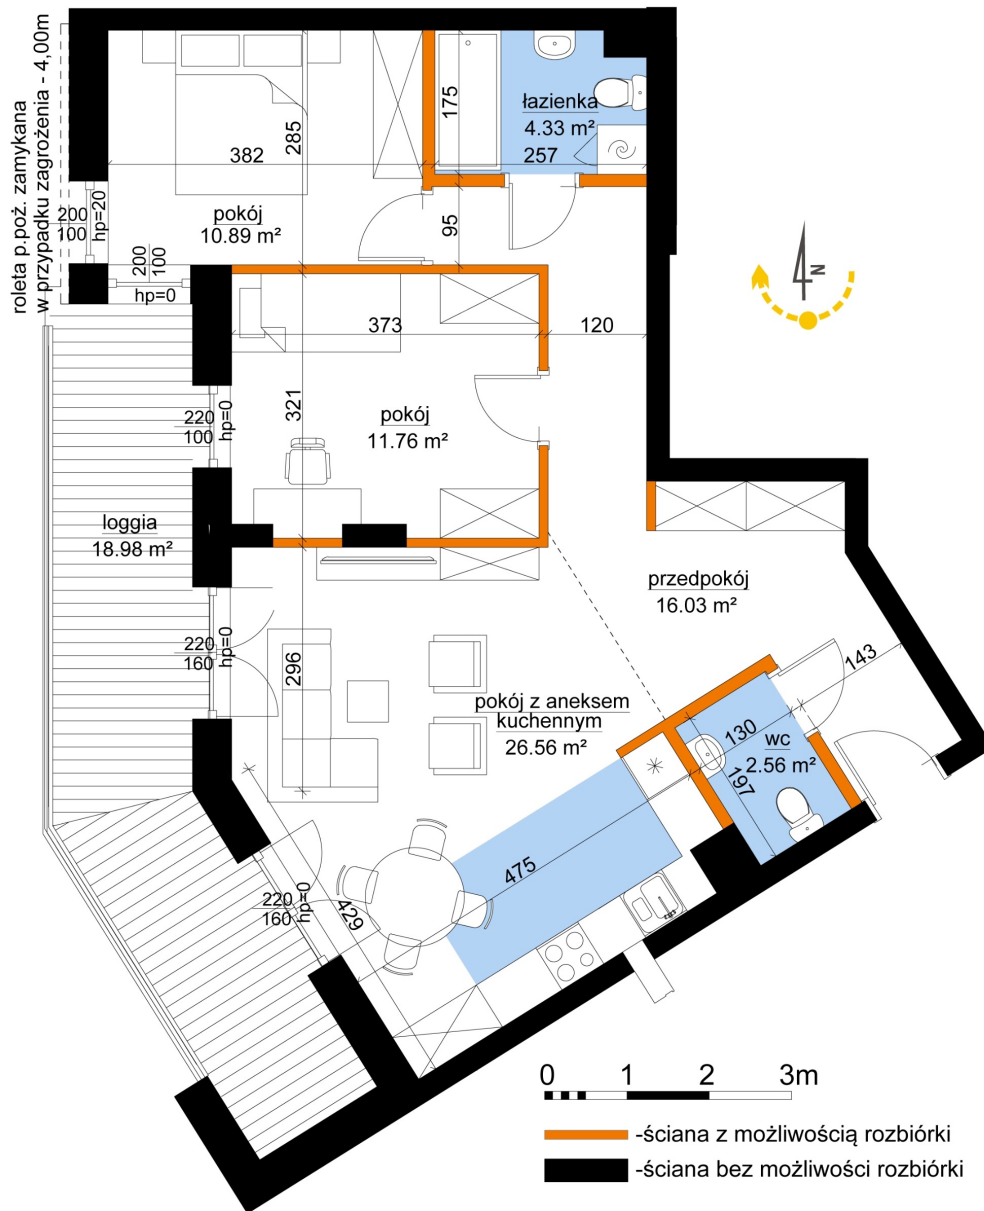 roleta p.poż. zamykana
w przypadku zagrożenia - 4,00m
175
łazienka
4.33 m²
257
285
382
pokój
10.89 m²
95
200
100
hp=20
200
100
hp=0
N
373
120
321
pokój
11.76 m²
220
100
hp=0
loggia
18.98 m²
przedpokój
16.03 m²
220
160
hp=0
296
143
pokój z aneksem
kuchennym
26.56 m²
130
wc
2.56 m²
197
475
220
160
hp=0
429
0 1 2 3m
-ściana z możliwością rozbiórki
-ściana bez możliwości rozbiórki